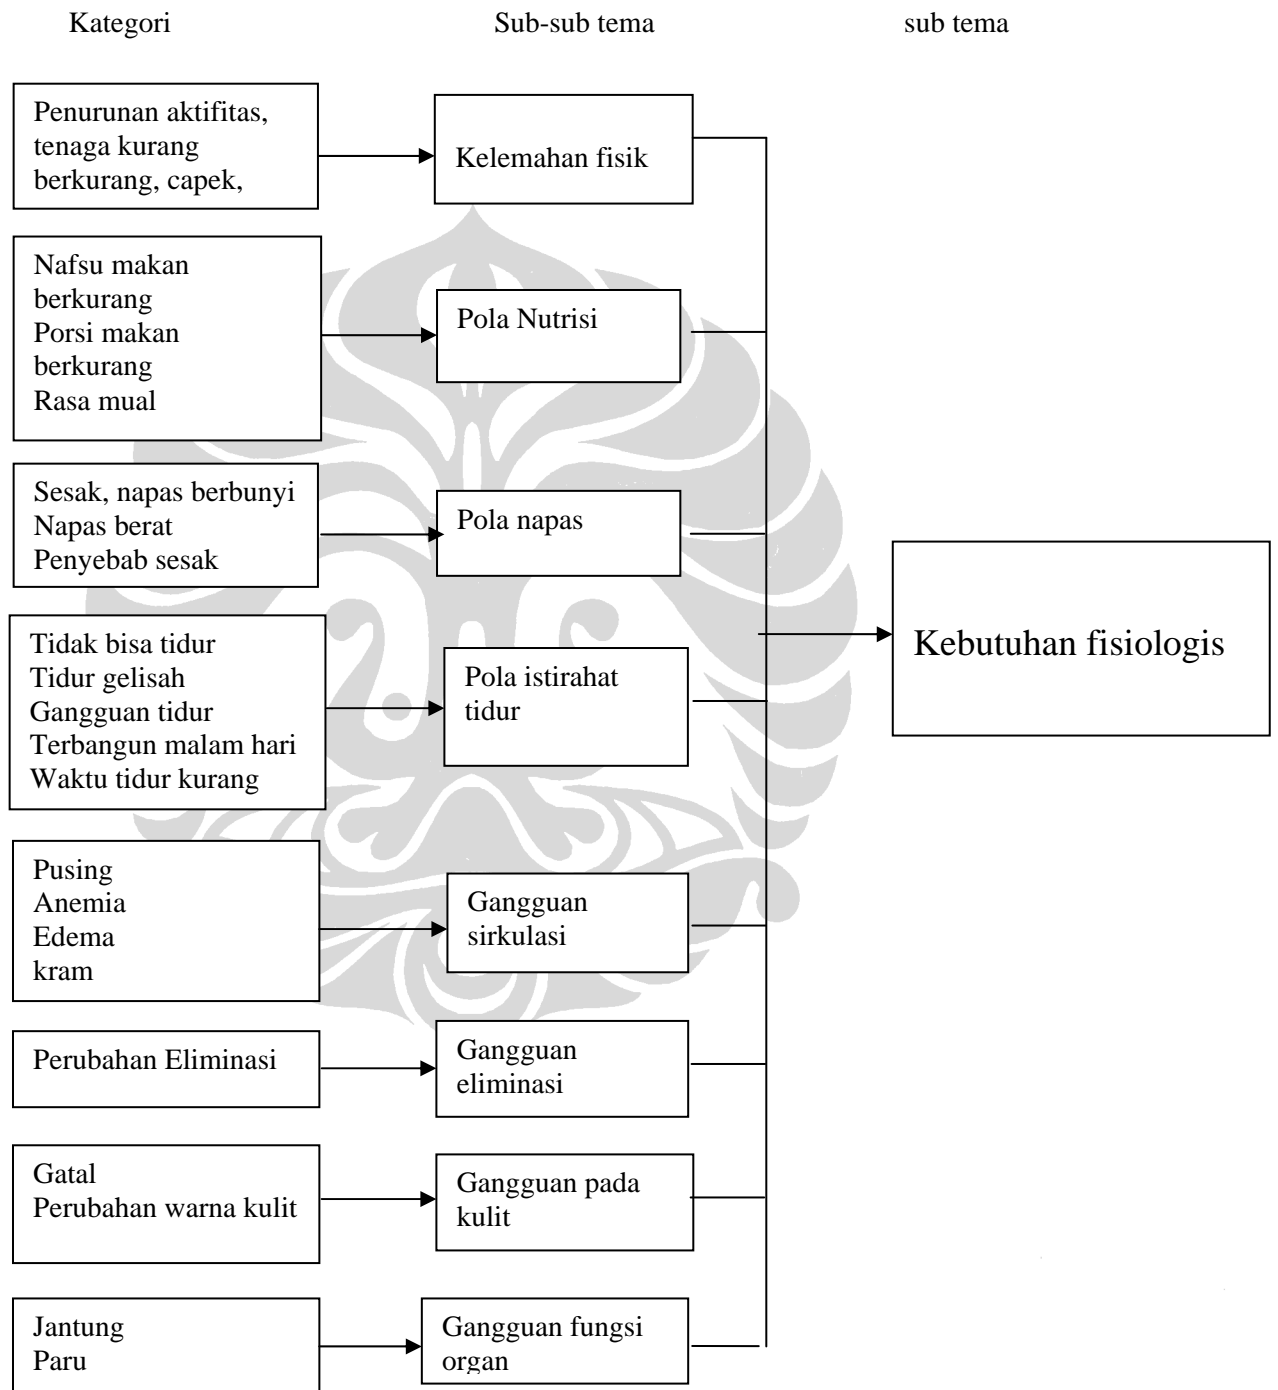 Kategori Sub-sub tema sub tema
Penurunan aktifitas,
tenaga kurang
berkurang, capek,
Kelemahan fisik
Nafsu makan
berkurang
Porsi makan
berkurang
Rasa mual
Pola Nutrisi
Sesak, napas berbunyi
Napas berat
Penyebab sesak
Pola napas
Tidak bisa tidur
Tidur gelisah
Gangguan tidur
Terbangun malam hari
Waktu tidur kurang
Pola istirahat
tidur
Pusing
Anemia
Edema
kram
Gangguan
sirkulasi
Perubahan Eliminasi
Gangguan
eliminasi
Gatal
Perubahan warna kulit
Gangguan pada
kulit
Jantung
Paru
Gangguan fungsi
organ
Kebutuhan fisiologis